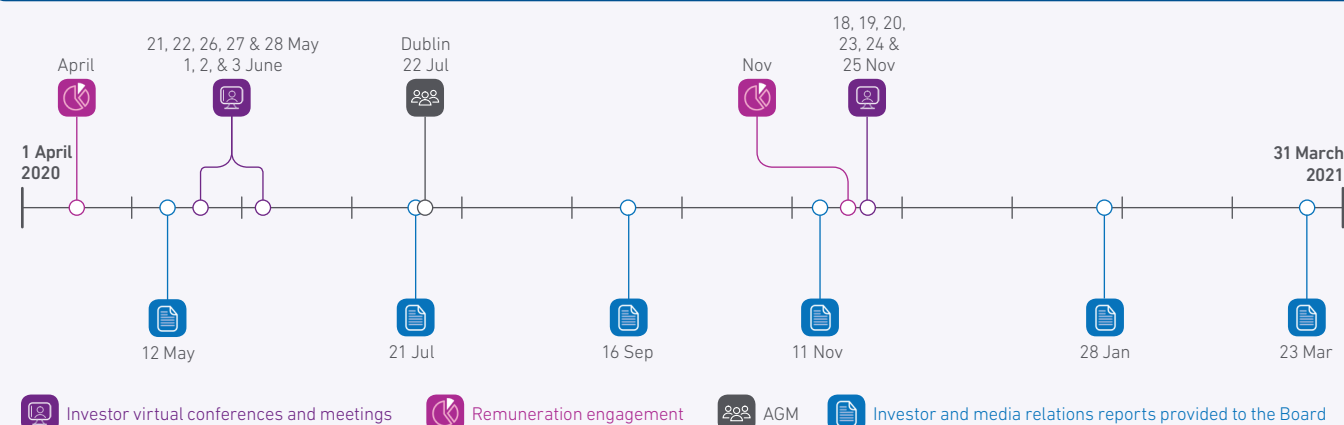 April
21, 22, 26, 27 & 28 May
1, 2, & 3 June
Dublin
22 Jul
Nov
18, 19, 20,
23, 24 &
25 Nov
1 April
2020
31 March
2021
12 May
21 Jul
16 Sep
11 Nov
28 Jan
23 Mar
Investor virtual conferences and meetings
Remuneration engagement
AGM
Investor and media relations reports provided to the Board